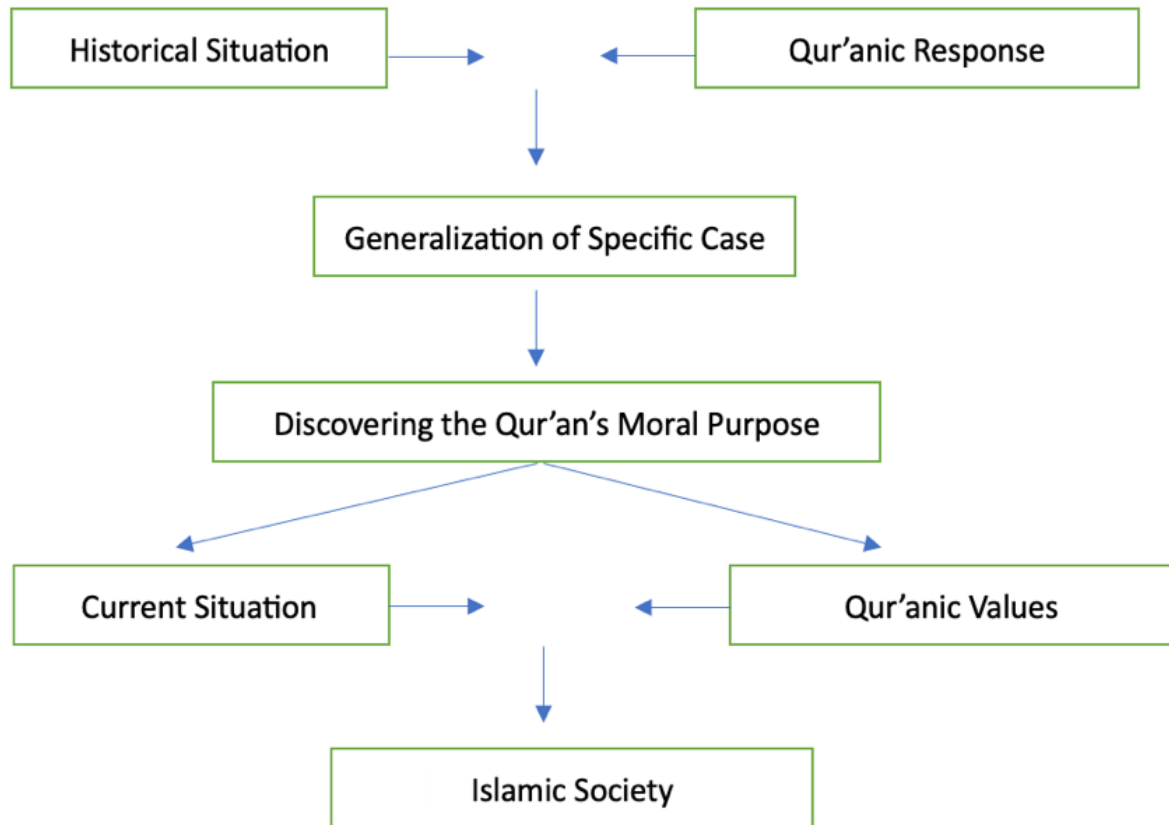 Historical Situation
Qur’anic Response
Generalization of Specific Case
Discovering the Qur’an’s Moral Purpose
Current Situation
Qur’anic Values
Islamic Society